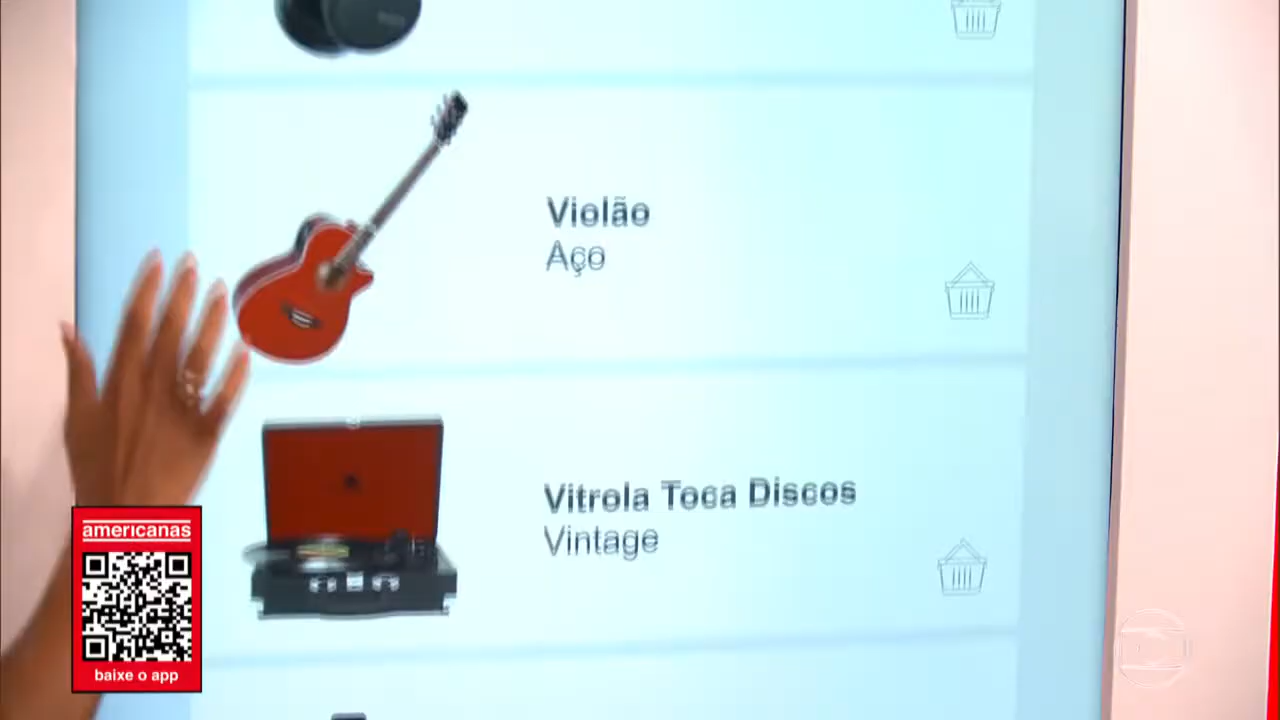 Violão
Aço
Vitrola Toca Discos
Vintage
americanas
baixe o app